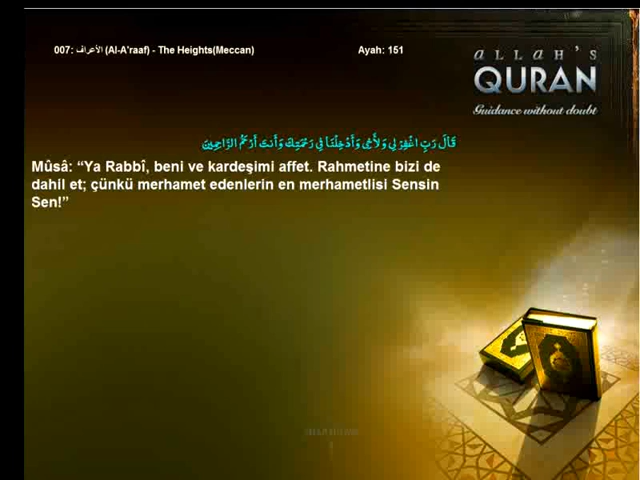 007: الأعراف (Al-A'raaf) - The Heights(Meccan) Ayah: 151
ALLAH'S
QURAN
Guidance without doubt
قَالَ رَبِّ اغْفِرْ لِي وَلِأَخِي وَأَدْخِلْنَا فِي رَحْمَتِكَ وَأَنتَ أَرْحَمُ الرَّاحِمِينَ
Mûsâ: “Ya Rabbî, beni ve kardeşimi affet. Rahmetine bizi de
dahil et; çünkü merhamet edenlerin en merhametlisi Sensin
Sen!”